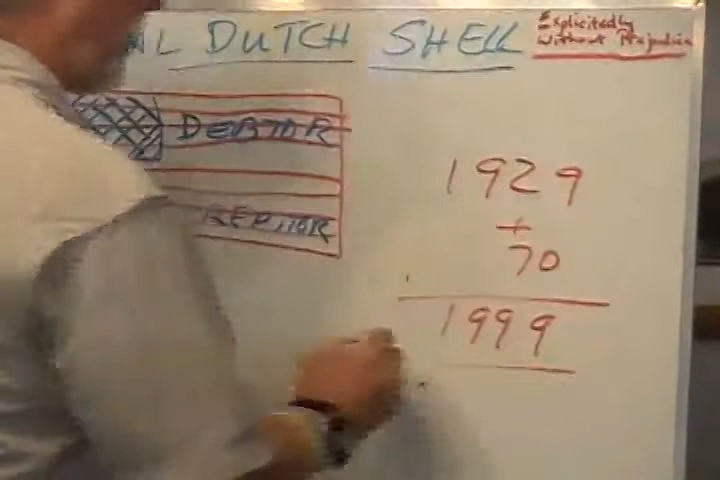 DUTCH SHELL
Explicitedly
Without Prejudice
DEBTOR
1929
+
70
1999